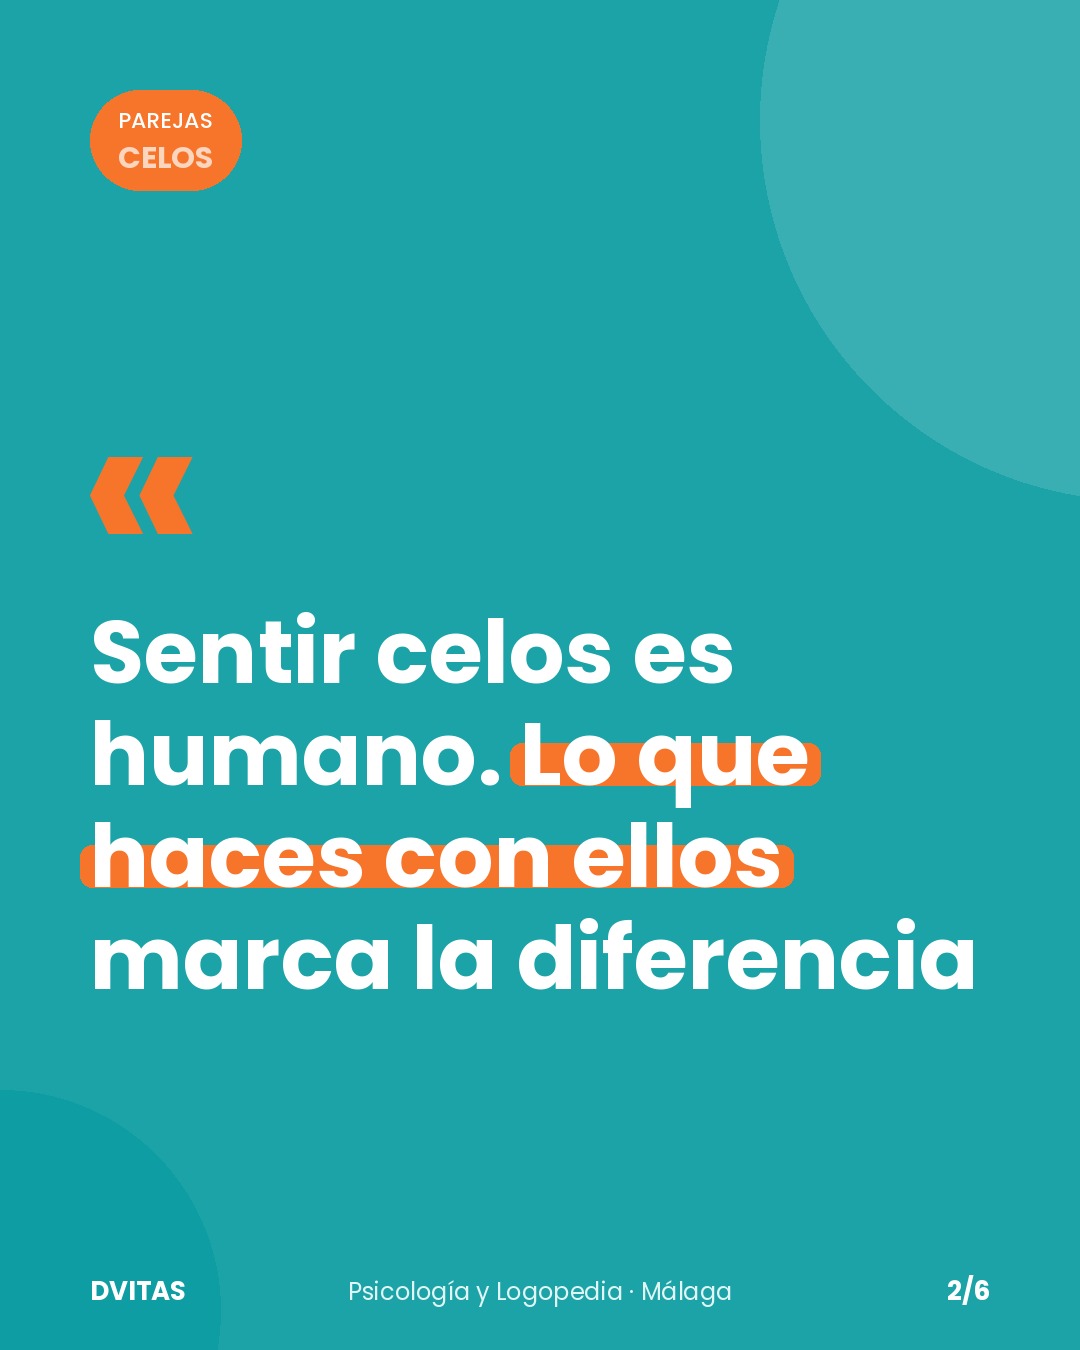 PAREJAS
CELOS
«
Sentir celos es
humano. Lo que
haces con ellos
marca la diferencia
DVITAS
Psicología y Logopedia · Málaga
2/6